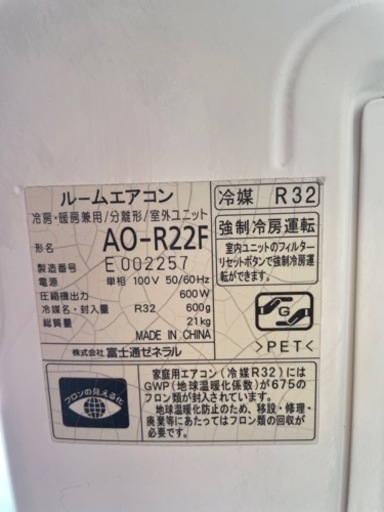 ルームエアコン
冷房・暖房兼用/分離形/室外ユニット
形名 AO-R22F
製造番号 E002257
電源 単相 100V 50/60Hz
圧縮機出力 600W
冷媒名・封入量 R32 600g
総質量 21kg
MADE IN CHINA
株式会社 富士通ゼネラル
冷媒 R32
強制冷房運転
室内ユニットのフィルター
リセットボタンで強制冷房運転
ができます。
G
>PET<
フロンの見える化
家庭用エアコン(冷媒R32)には
GWP(地球温暖化係数)が675の
フロン類が封入されています。
地球温暖化防止のため、移設・修理・
廃棄等にあたってはフロン類の回収が
必要です。